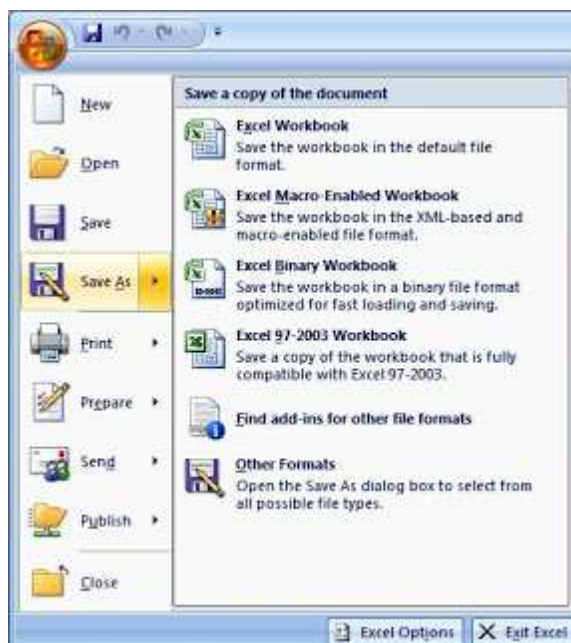 New
Open
Save
Save As
Print
Prepare
Send
Publish
Close
Save a copy of the document
Excel Workbook
Save the workbook in the default file
format.
Excel Macro-Enabled Workbook
Save the workbook in the XML-based and
macro-enabled file format.
Excel Binary Workbook
Save the workbook in a binary file format
optimized for fast loading and saving.
Excel 97-2003 Workbook
Save a copy of the workbook that is fully
compatible with Excel 97-2003.
Find add-ins for other file formats
Other Formats
Open the Save As dialog box to select from
all possible file types.
Excel Options
Exit Excel